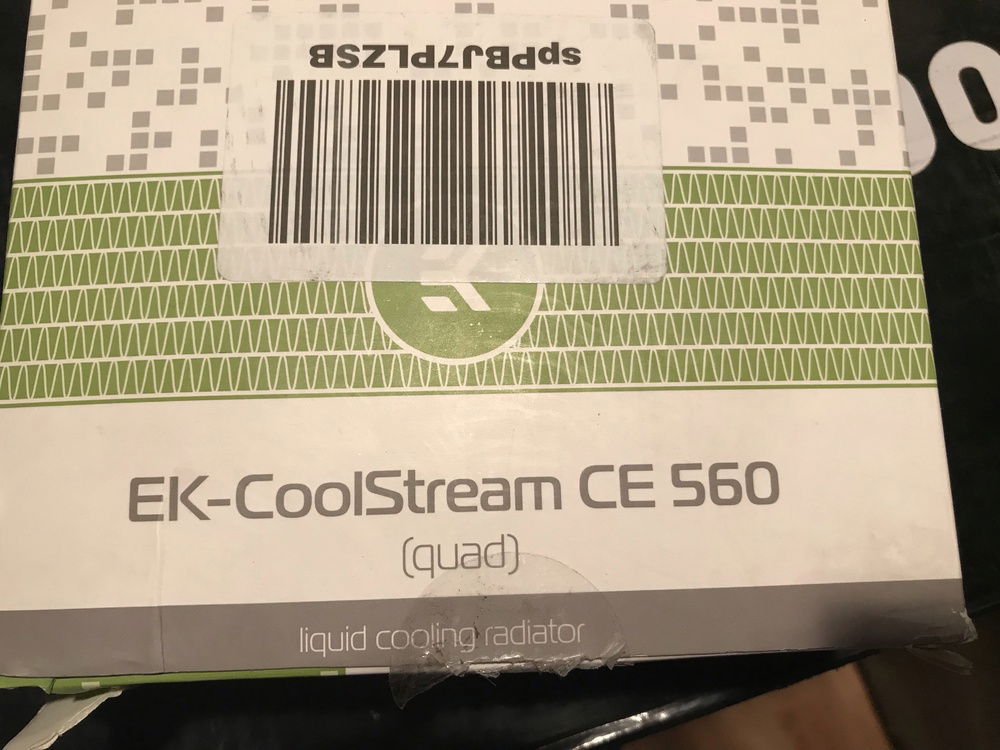 spPBJ7PLZSB
EK-CoolStream CE 560
(quad)
liquid cooling radiator